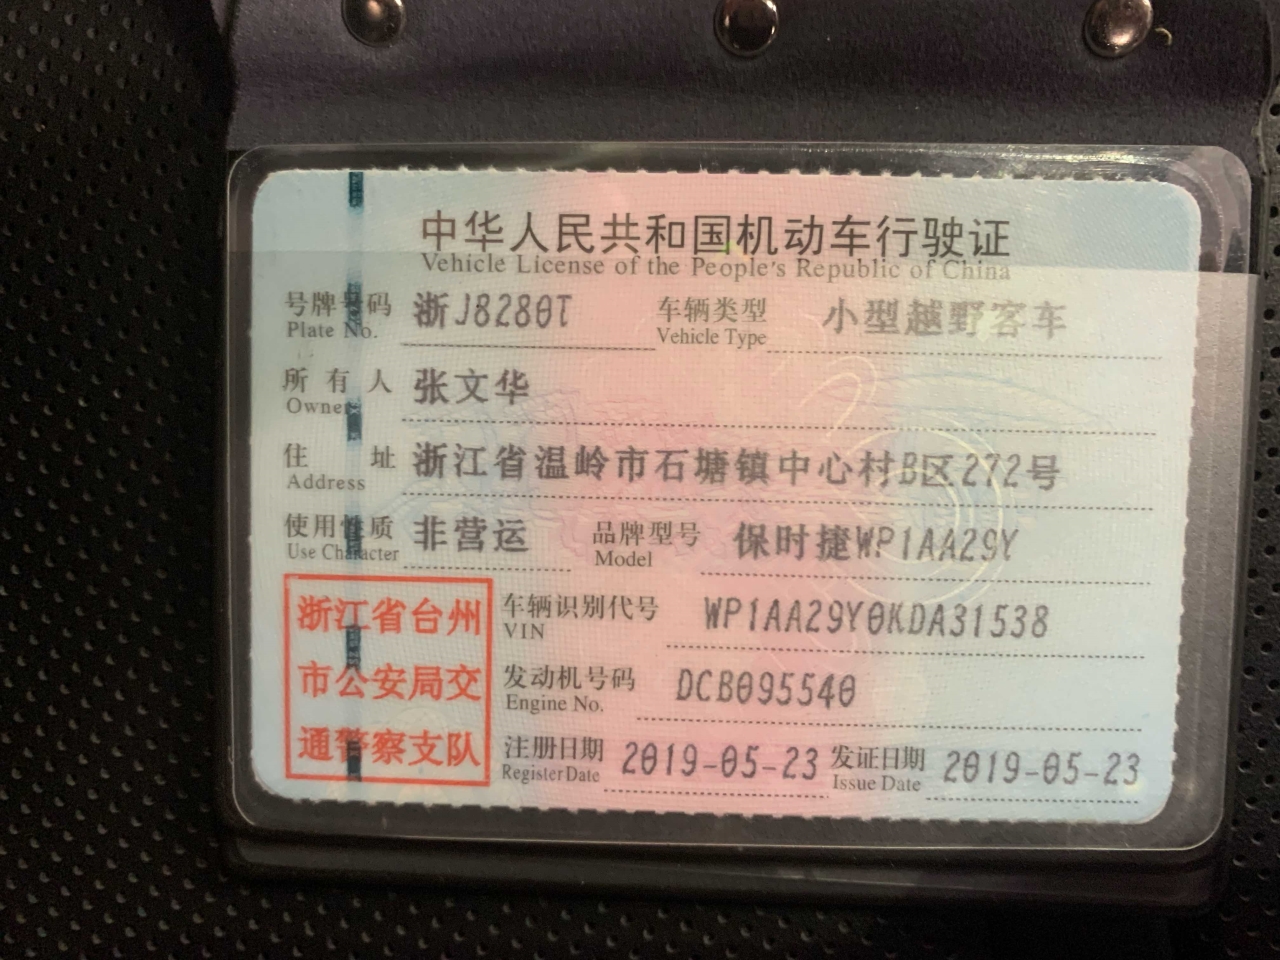 中华人民共和国机动车行驶证
Vehicle License of the People's Republic of China
号牌号码 浙J8280T 车辆类型 小型越野客车
Plate No. Vehicle Type
所有人 张文华
Owner
住址 浙江省温岭市石塘镇中心村B区272号
Address
使用性质 非营运 品牌型号 保时捷WP1AA29Y
Use Character Model
浙江省台州
市公安局交
通警察支队
车辆识别代号 WP1AA29Y0KDA31538
VIN
发动机号码 DCB095540
Engine No.
注册日期 2019-05-23 发证日期 2019-05-23
Register Date Issue Date